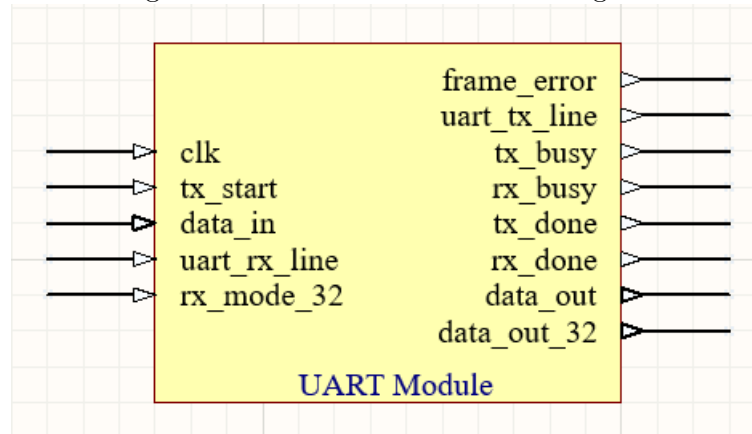 frame_error
uart_tx_line
clk
tx_busy
tx_start
rx_busy
data_in
tx_done
uart_rx_line
rx_done
rx_mode_32
data_out
data_out_32
UART Module